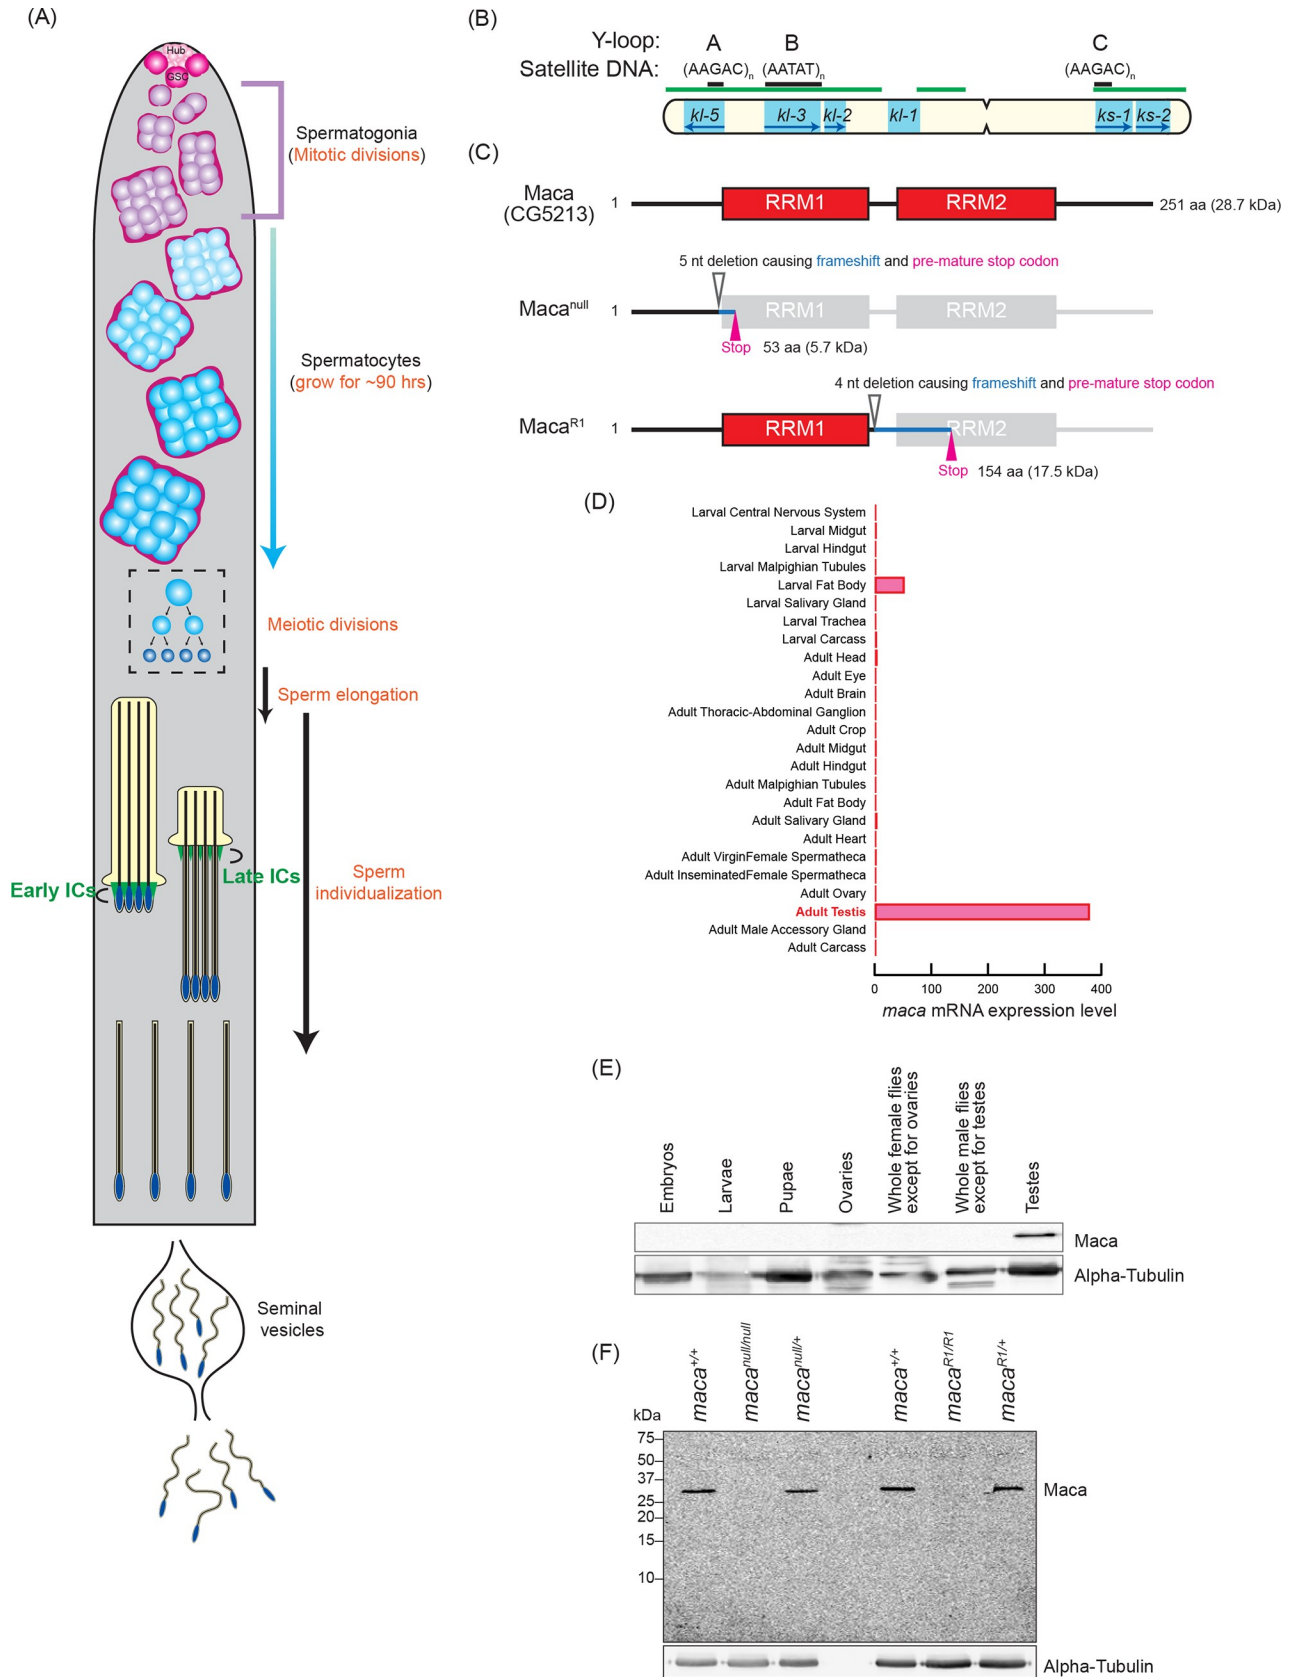 (A)
Hub
GSC
Spermatogonia
(Mitotic divisions)
Spermatocytes
(grow for ~90 hrs)
Meiotic divisions
Sperm elongation
Early ICs
Late ICs
Sperm
individualization
Seminal
vesicles
(B)
Y-loop: A B C
Satellite DNA: (AAGAC)n (AATAT)n (AAGAC)n
kl-5 kl-3 kl-2 kl-1 ks-1 ks-2
(C)
Maca
(CG5213)
1 RRM1 RRM2 251 aa (28.7 kDa)
5 nt deletion causing frameshift and pre-mature stop codon
Macanull 1 RRM1 RRM2
Stop 53 aa (5.7 kDa)
4 nt deletion causing frameshift and pre-mature stop codon
MacaR1 1 RRM1 RRM2
Stop 154 aa (17.5 kDa)
(D)
Larval Central Nervous System
Larval Midgut
Larval Hindgut
Larval Malpighian Tubules
Larval Fat Body
Larval Salivary Gland
Larval Trachea
Larval Carcass
Adult Head
Adult Eye
Adult Brain
Adult Thoracic-Abdominal Ganglion
Adult Crop
Adult Midgut
Adult Hindgut
Adult Malpighian Tubules
Adult Fat Body
Adult Salivary Gland
Adult Heart
Adult VirginFemale Spermatheca
Adult InseminatedFemale Spermatheca
Adult Ovary
Adult Testis
Adult Male Accessory Gland
Adult Carcass
0 100 200 300 400
maca mRNA expression level
(E)
Embryos
Larvae
Pupae
Ovaries
Whole female flies
except for ovaries
Whole male flies
except for testes
Testes
Maca
Alpha-Tubulin
(F)
maca+/+
macanull/null
macanull/+
maca+/+
macaR1/R1
macaR1/+
kDa
75
50
37
25
20
15
10
Maca
Alpha-Tubulin